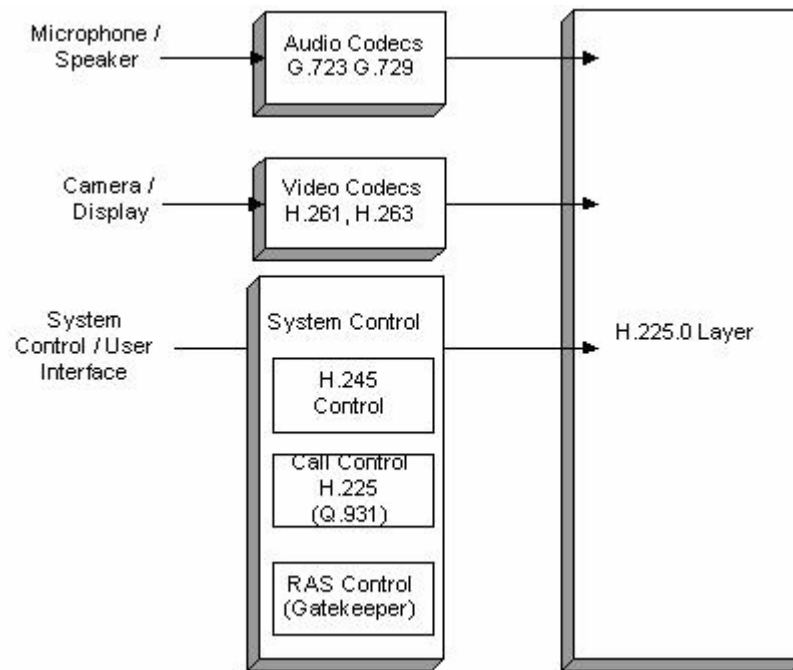 Microphone /
Speaker
Audio Codecs
G.723 G.729
Camera /
Display
Video Codecs
H.261, H.263
System
Control / User
Interface
System Control
H.245
Control
Call Control
H.225
(Q.931)
RAS Control
(Gatekeeper)
H.225.0 Layer